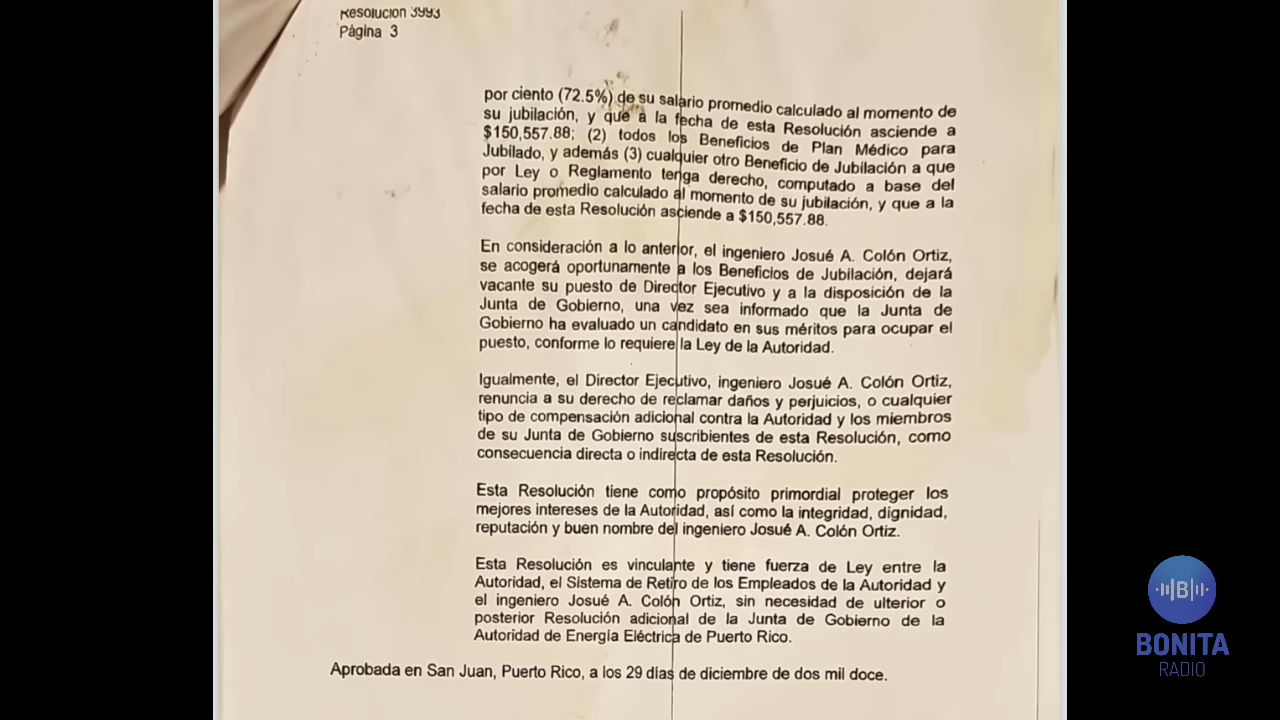 Resolución 3993
Página 3
por ciento (72.5%) de su salario promedio calculado al momento de
su jubilación, y que a la fecha de esta Resolución asciende a
$150,557.88; (2) todos los Beneficios de Plan Médico para
Jubilado, y además (3) cualquier otro Beneficio de Jubilación a que
por Ley o Reglamento tenga derecho, computado a base del
salario promedio calculado al momento de su jubilación, y que a la
fecha de esta Resolución asciende a $150,557.88.
En consideración a lo anterior, el ingeniero Josué A. Colón Ortiz,
se acogerá oportunamente a los Beneficios de Jubilación, dejará
vacante su puesto de Director Ejecutivo y a la disposición de la
Junta de Gobierno, una vez sea informado que la Junta de
Gobierno ha evaluado un candidato en sus méritos para ocupar el
puesto, conforme lo requiere la Ley de la Autoridad.
Igualmente, el Director Ejecutivo, ingeniero Josué A. Colón Ortiz,
renuncia a su derecho de reclamar daños y perjuicios, o cualquier
tipo de compensación adicional contra la Autoridad y los miembros
de su Junta de Gobierno suscribientes de esta Resolución, como
consecuencia directa o indirecta de esta Resolución.
Esta Resolución tiene como propósito primordial proteger los
mejores intereses de la Autoridad, así como la integridad, dignidad,
reputación y buen nombre del ingeniero Josué A. Colón Ortiz.
Esta Resolución es vinculante y tiene fuerza de Ley entre la
Autoridad, el Sistema de Retiro de los Empleados de la Autoridad y
el ingeniero Josué A. Colón Ortiz, sin necesidad de ulterior o
posterior Resolución adicional de la Junta de Gobierno de la
Autoridad de Energía Eléctrica de Puerto Rico.
Aprobada en San Juan, Puerto Rico, a los 29 días de diciembre de dos mil doce.
B
BONITA
RADIO